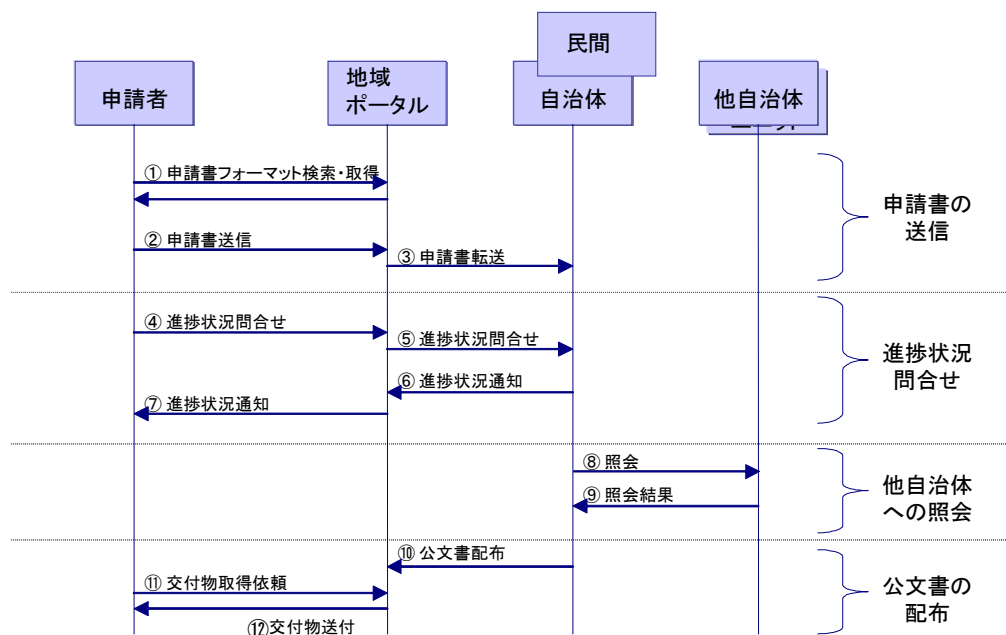 民間
申請者
地域
ポータル
自治体
他自治体
① 申請書フォーマット検索・取得
② 申請書送信
③ 申請書転送
申請書の
送信
④ 進捗状況問合せ
⑤ 進捗状況問合せ
⑥ 進捗状況通知
⑦ 進捗状況通知
進捗状況
問合せ
⑧ 照会
⑨ 照会結果
他自治体
への照会
⑩ 公文書配布
⑪ 交付物取得依頼
⑫交付物送付
公文書の
配布